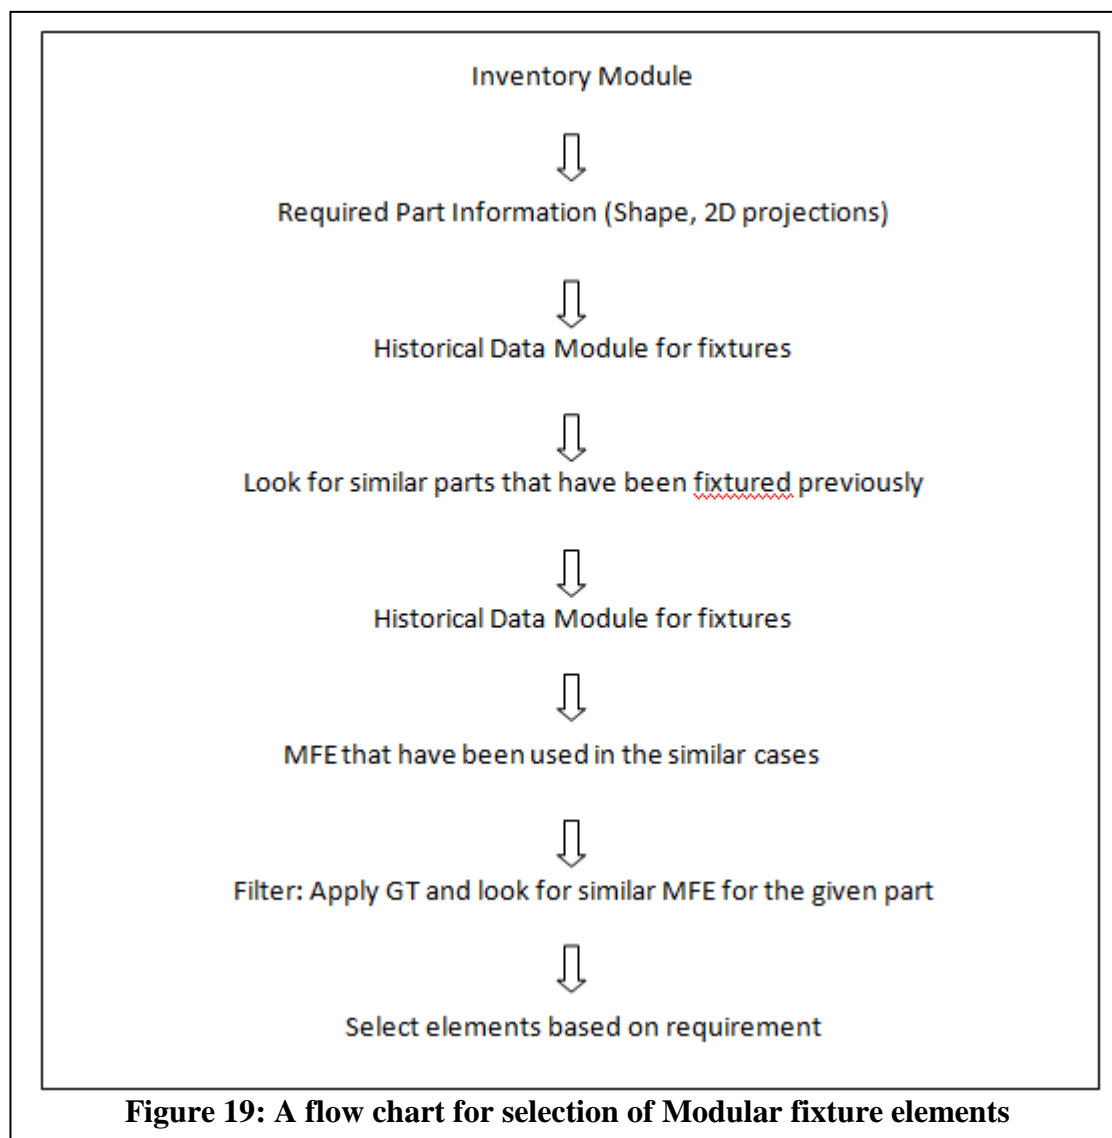 Inventory Module
Required Part Information (Shape, 2D projections)
Historical Data Module for fixtures
Look for similar parts that have been fixtured previously
Historical Data Module for fixtures
MFE that have been used in the similar cases
Filter: Apply GT and look for similar MFE for the given part
Select elements based on requirement
Figure 19: A flow chart for selection of Modular fixture elements